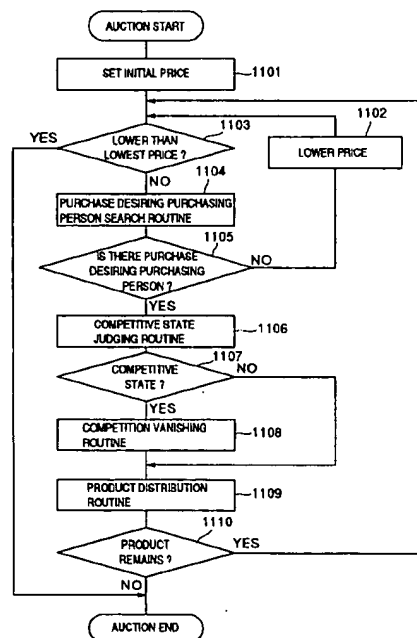 AUCTION START
SET INITIAL PRICE
1101
1102
1103
YES
LOWER THAN
LOWEST PRICE ?
LOWER PRICE
1104
NO
PURCHASE DESIRING PURCHASING
PERSON SEARCH ROUTINE
1105
IS THERE PURCHASE
DESIRING PURCHASING
PERSON ?
NO
YES
COMPETITIVE STATE
JUDGING ROUTINE
1106
1107
COMPETITIVE
STATE ?
NO
YES
COMPETITION VANISHING
ROUTINE
1108
PRODUCT DISTRIBUTION
ROUTINE
1109
1110
PRODUCT
REMAINS ?
YES
NO
AUCTION END